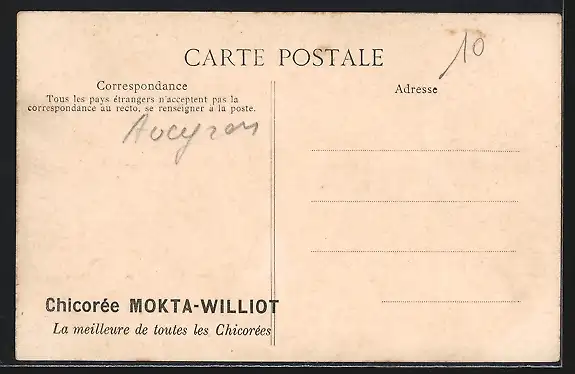 CARTE POSTALE
10
Correspondance
Tous les pays étrangers n'acceptent pas la
correspondance au recto, se renseigner à la poste.
Aveyron
Adresse
Chicorée MOKTA-WILLIOT
La meilleure de toutes les Chicorées